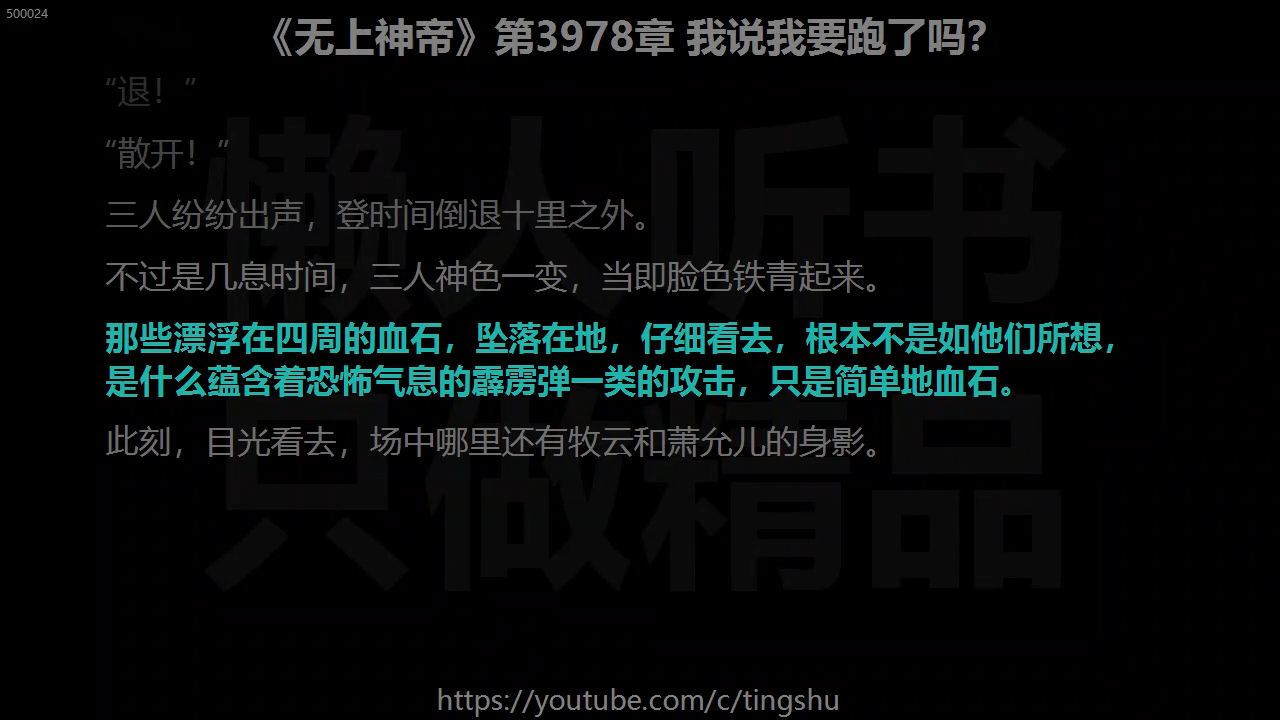 500024
《无上神帝》第3978章 我说我要跑了吗?
“退！”
“散开！”
三人纷纷出声，登时间倒退十里之外。
不过是几息时间，三人神色一变，当即脸色铁青起来。
那些漂浮在四周的血石，坠落在地，仔细看去，根本不是如他们所想，
是什么蕴含着恐怖气息的霹雳弹一类的攻击，只是简单地血石。
此刻，目光看去，场中哪里还有牧云和萧允儿的身影。
懒人听书
只做精品
https://youtube.com/c/tingshu